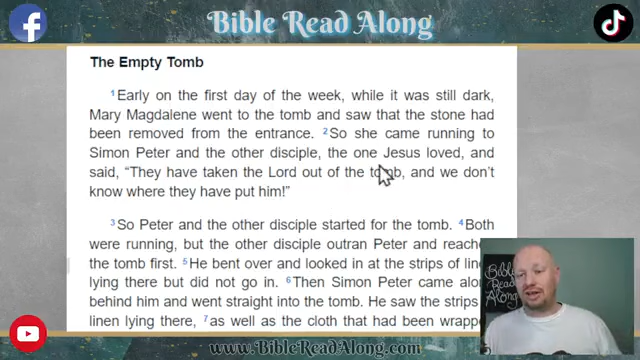 Bible Read Along
The Empty Tomb
1Early on the first day of the week, while it was still dark,
Mary Magdalene went to the tomb and saw that the stone had
been removed from the entrance. 2So she came running to
Simon Peter and the other disciple, the one Jesus loved, and
said, “They have taken the Lord out of the tomb, and we don’t
know where they have put him!”
3So Peter and the other disciple started for the tomb. 4Both
were running, but the other disciple outran Peter and reache
the tomb first. 5He bent over and looked in at the strips of line
lying there but did not go in. 6Then Simon Peter came alo
behind him and went straight into the tomb. He saw the strips
linen lying there, 7as well as the cloth that had been wrappe
Bible
Read
Along
www.BibleReadAlong.com